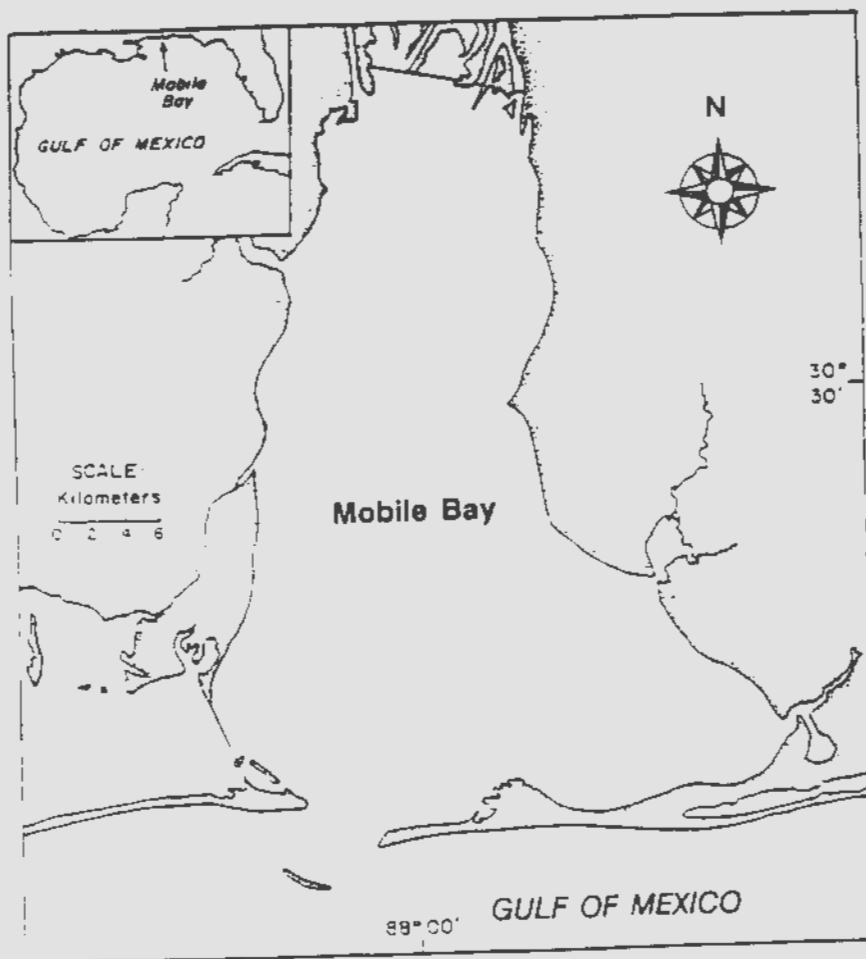 Mobile
Bay
GULF OF MEXICO
N
30°
30'
SCALE
Kilometers
0 2 4 6
Mobile Bay
88°00'
GULF OF MEXICO